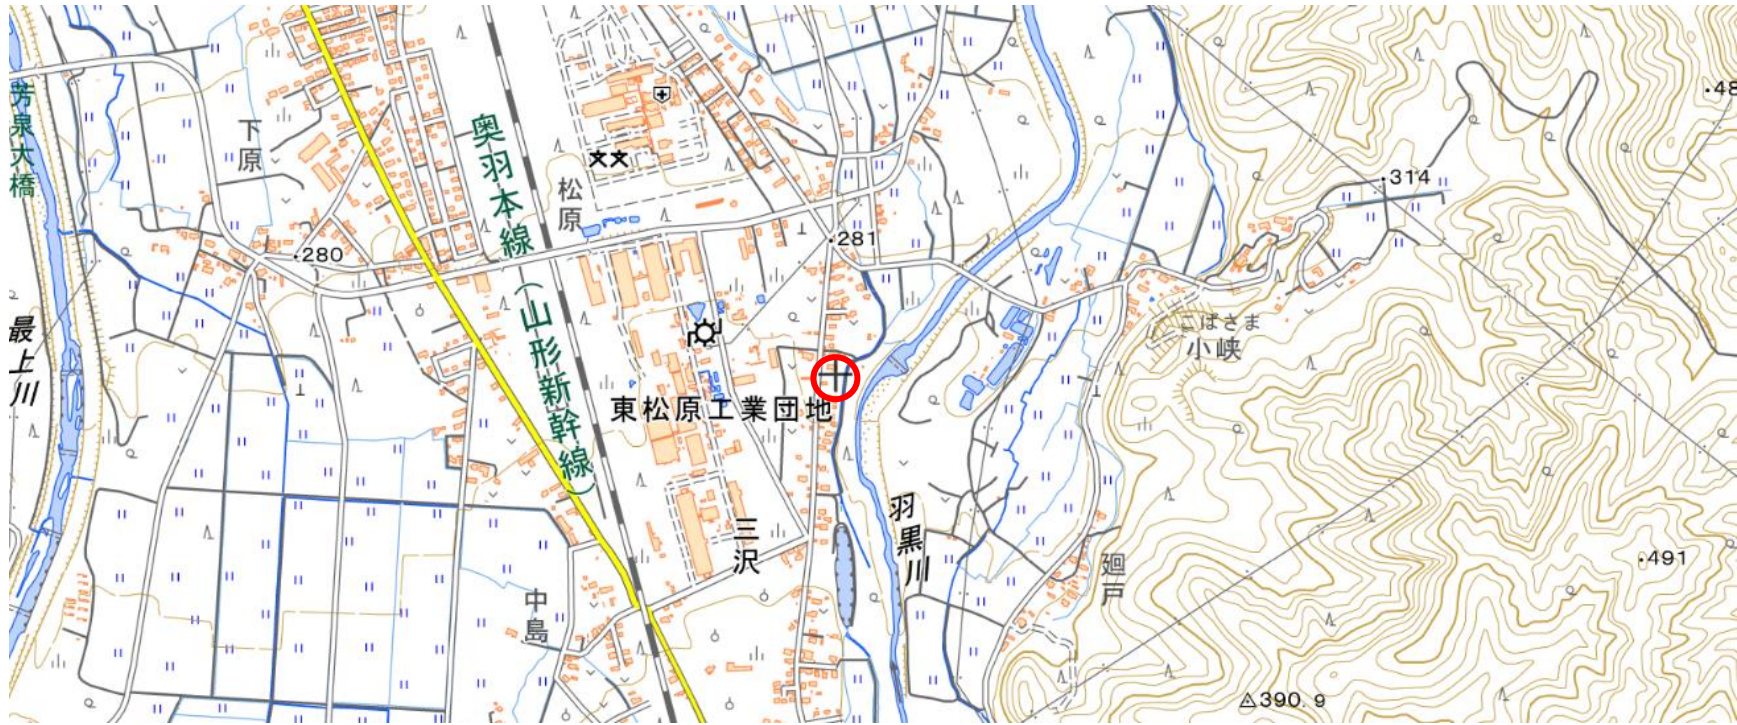 芳泉大橋
下原
奥羽本線(山形新幹線)
松原
314
281
280
最上川
こばさま
小峡
東松原工業団地
三沢
羽黒川
491
廻戸
中島
390.9